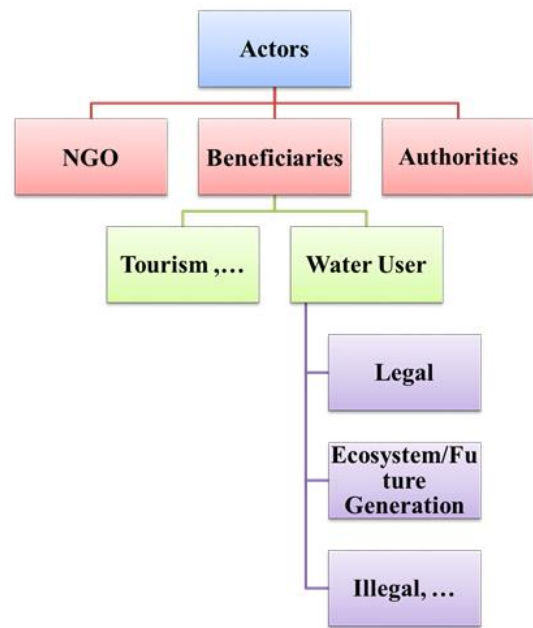 Actors
NGO
Beneficiaries
Authorities
Tourism ,…
Water User
Legal
Ecosystem/Fu
ture
Generation
Illegal, …